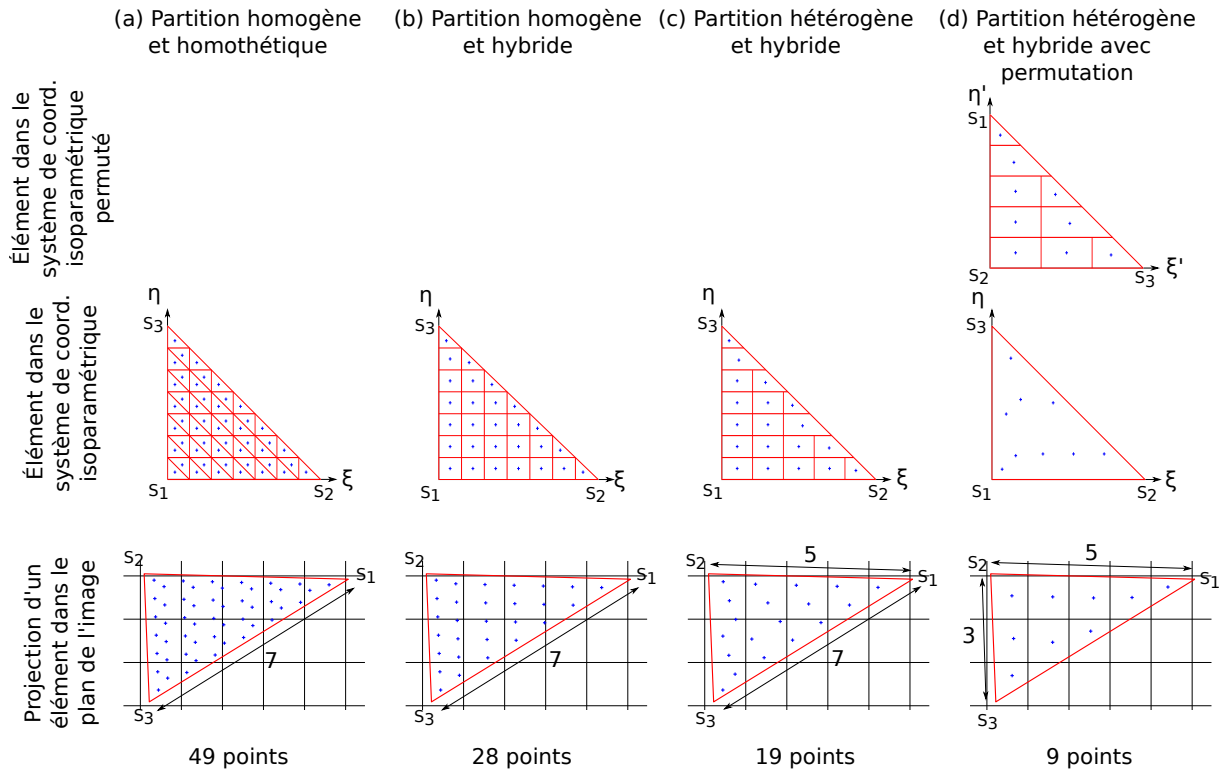 (a) Partition homogène
et homothétique
(b) Partition homogène
et hybride
(c) Partition hétérogène
et hybride
(d) Partition hétérogène
et hybride avec
permutation
Élément dans le
système de coord.
isoparamétrique
permuté
η'
S1
S2
S3
ξ'
Élément dans le
système de coord.
isoparamétrique
η
S3
S1
S2
ξ
η
S3
S1
S2
ξ
η
S3
S1
S2
ξ
η
S3
S1
S2
ξ
Projection d'un
élément dans le
plan de l'image
S2
S1
S3
7
S2
S1
S3
7
S2
5
S1
S3
7
S2
5
S1
3
S3
49 points
28 points
19 points
9 points